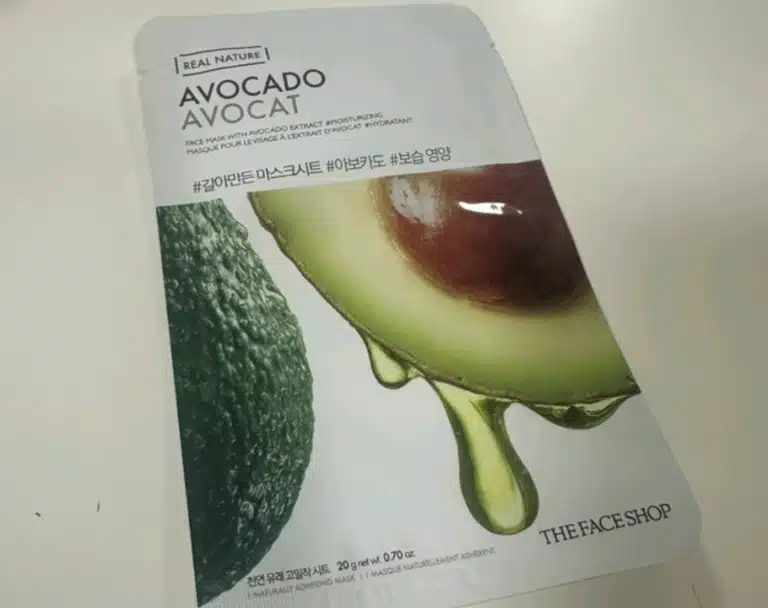 REAL NATURE
AVOCADO
AVOCAT
FACE MASK WITH AVOCADO EXTRACT #MOISTURIZING
MASQUE POUR LE VISAGE À L'EXTRAIT D'AVOCAT #HYDRATANT
#갈아만든 마스크시트 #아보카도 #보습 영양
THE FACE SHOP
천연 유래 고밀착 시트 20 g net wt. 0.70 oz.
1 NATURALLY ADHERING MASK | 1 MASQUE NATURELLEMENT ADHÉRENT